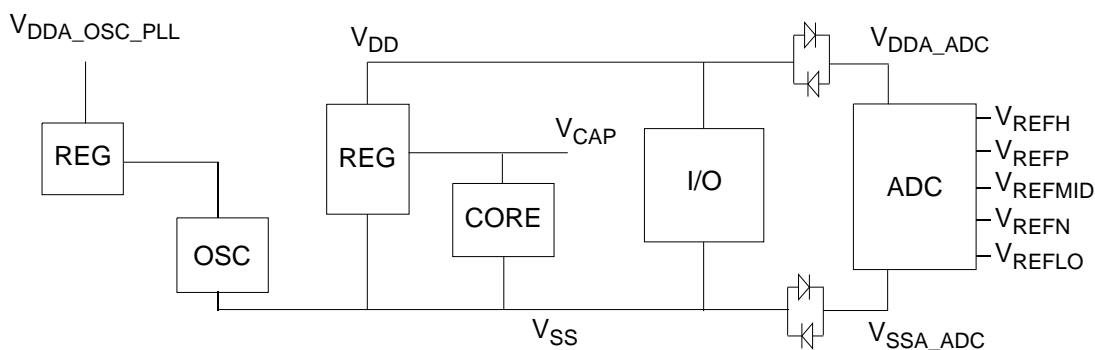 VDDA_OSC_PLL
VDD
VDDA_ADC
REG
REG
VCAP
CORE
I/O
ADC
VREFH
VREFP
VREFMID
VREFN
VREFLO
OSC
VSS
VSSA_ADC